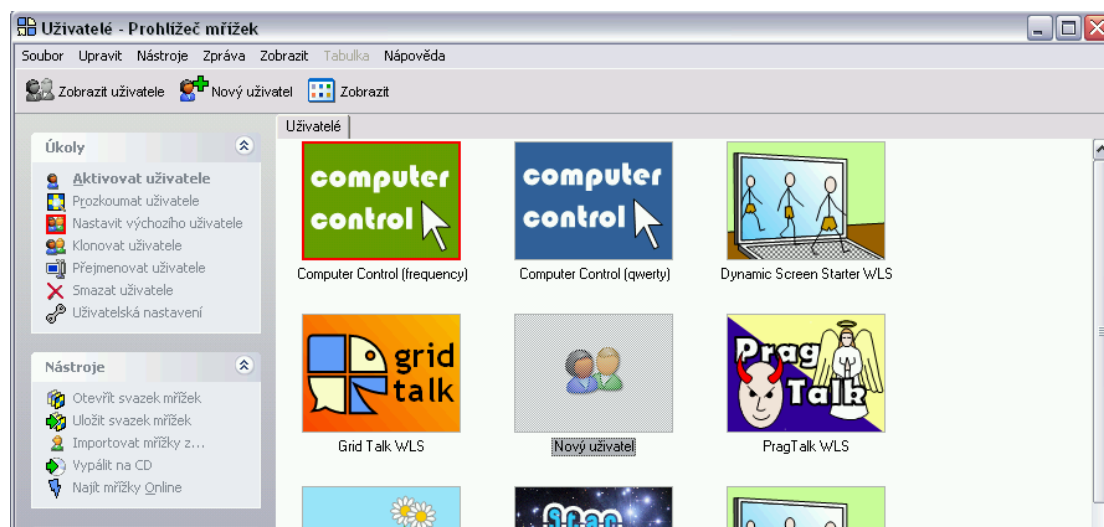 Uživatelé - Prohlížeč mřížek
Soubor Upravit Nástroje Zpráva Zobrazit Tabulka Nápověda
Zobrazit uživatele Nový uživatel Zobrazit
Uživatelé
Úkoly
Aktivovat uživatele
Prozkoumat uživatele
Nastavit výchozího uživatele
Klonovat uživatele
Přejmenovat uživatele
Smazat uživatele
Uživatelská nastavení
Nástroje
Otevřít svazek mřížek
Uložit svazek mřížek
Importovat mřížky z...
Vypálit na CD
Najít mřížky Online
computer
control
Computer Control (frequency)
computer
control
Computer Control (qwerty)
Dynamic Screen Starter WLS
grid
talk
Grid Talk WLS
Nový uživatel
Prag
Talk
PragTalk WLS